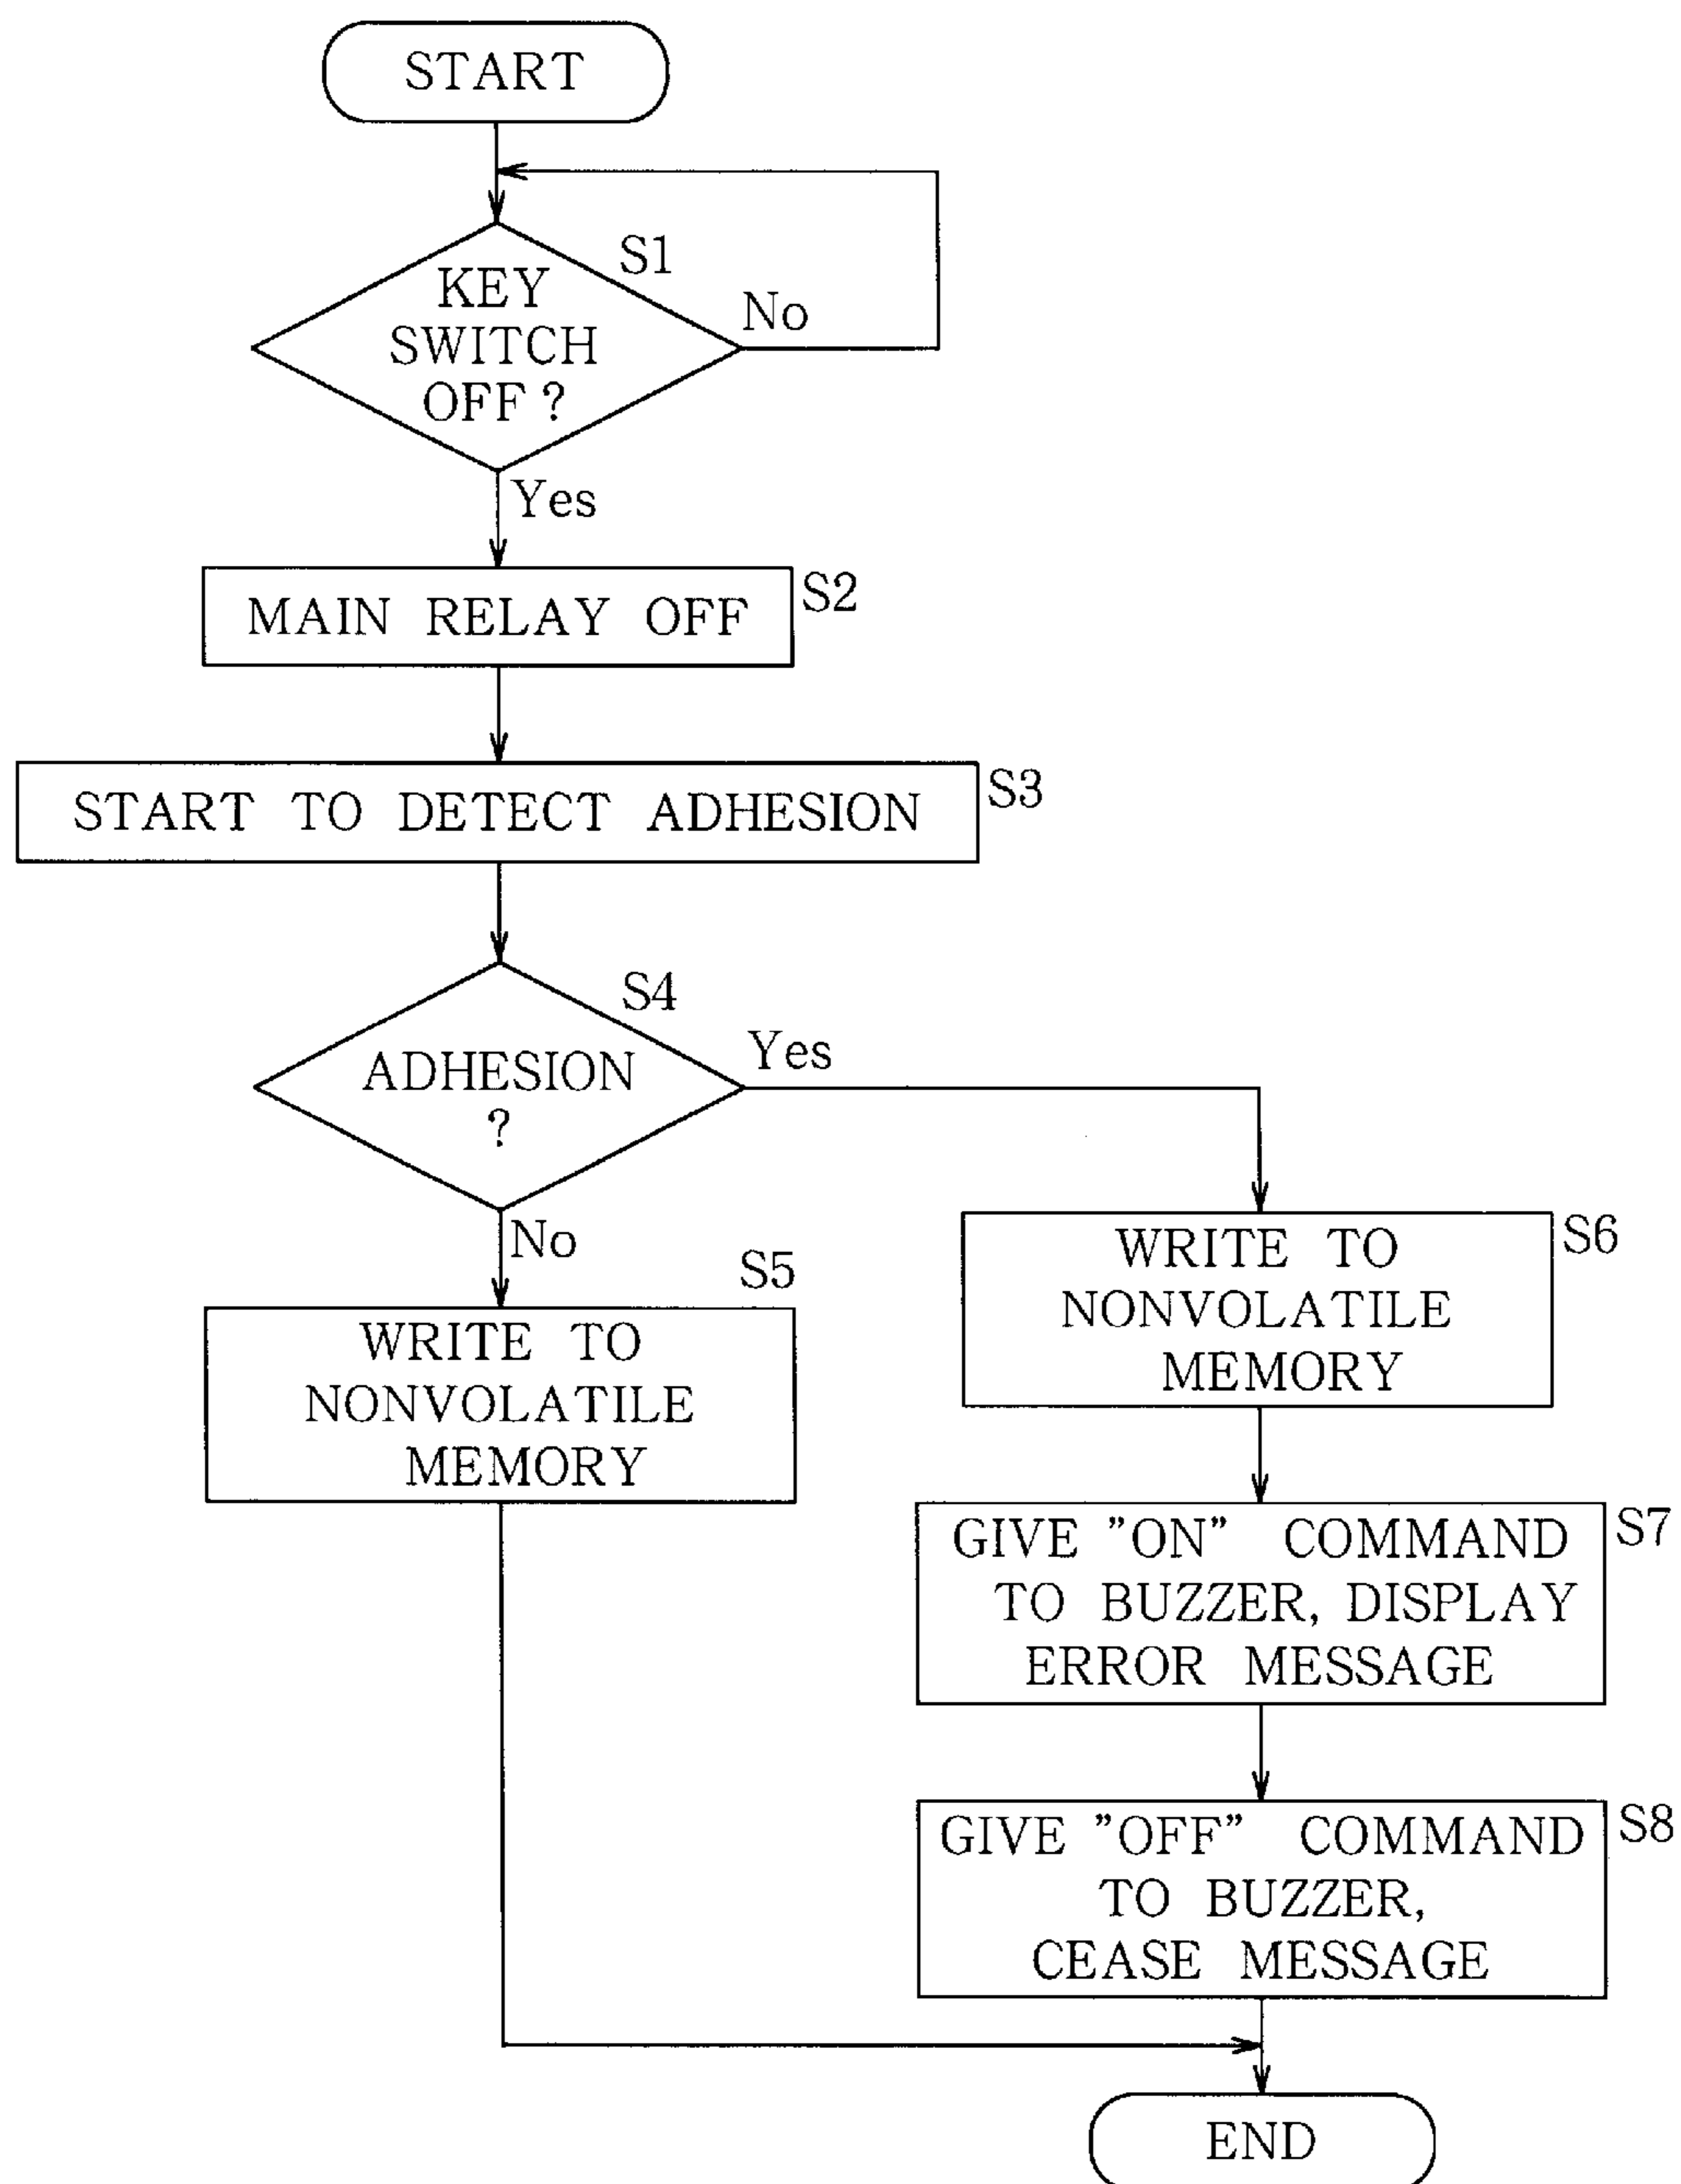 START
S1
KEY
SWITCH
OFF ?
No
Yes
MAIN RELAY OFF
S2
START TO DETECT ADHESION
S3
S4
ADHESION
?
Yes
No
S5
WRITE TO
NONVOLATILE
MEMORY
S6
WRITE TO
NONVOLATILE
MEMORY
S7
GIVE "ON" COMMAND
TO BUZZER, DISPLAY
ERROR MESSAGE
S8
GIVE "OFF" COMMAND
TO BUZZER,
CEASE MESSAGE
END